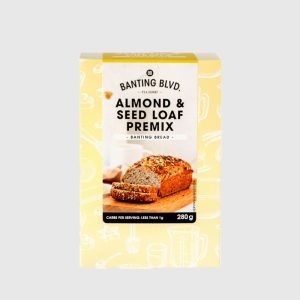 BANTING BLVD.
ALMOND &
SEED LOAF
PREMIX
BANTING BREAD
CARBS PER SERVING: LESS THAN 1g
280g